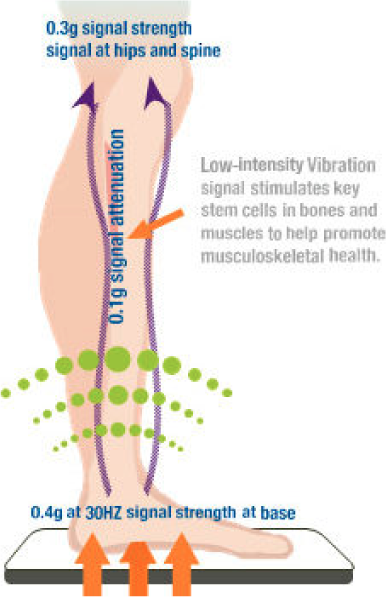 0.3g signal strength
signal at hips and spine
0.1g signal attenuation
Low-intensity Vibration
signal stimulates key
stem cells in bones and
muscles to help promote
musculoskeletal health.
0.4g at 30HZ signal strength at base